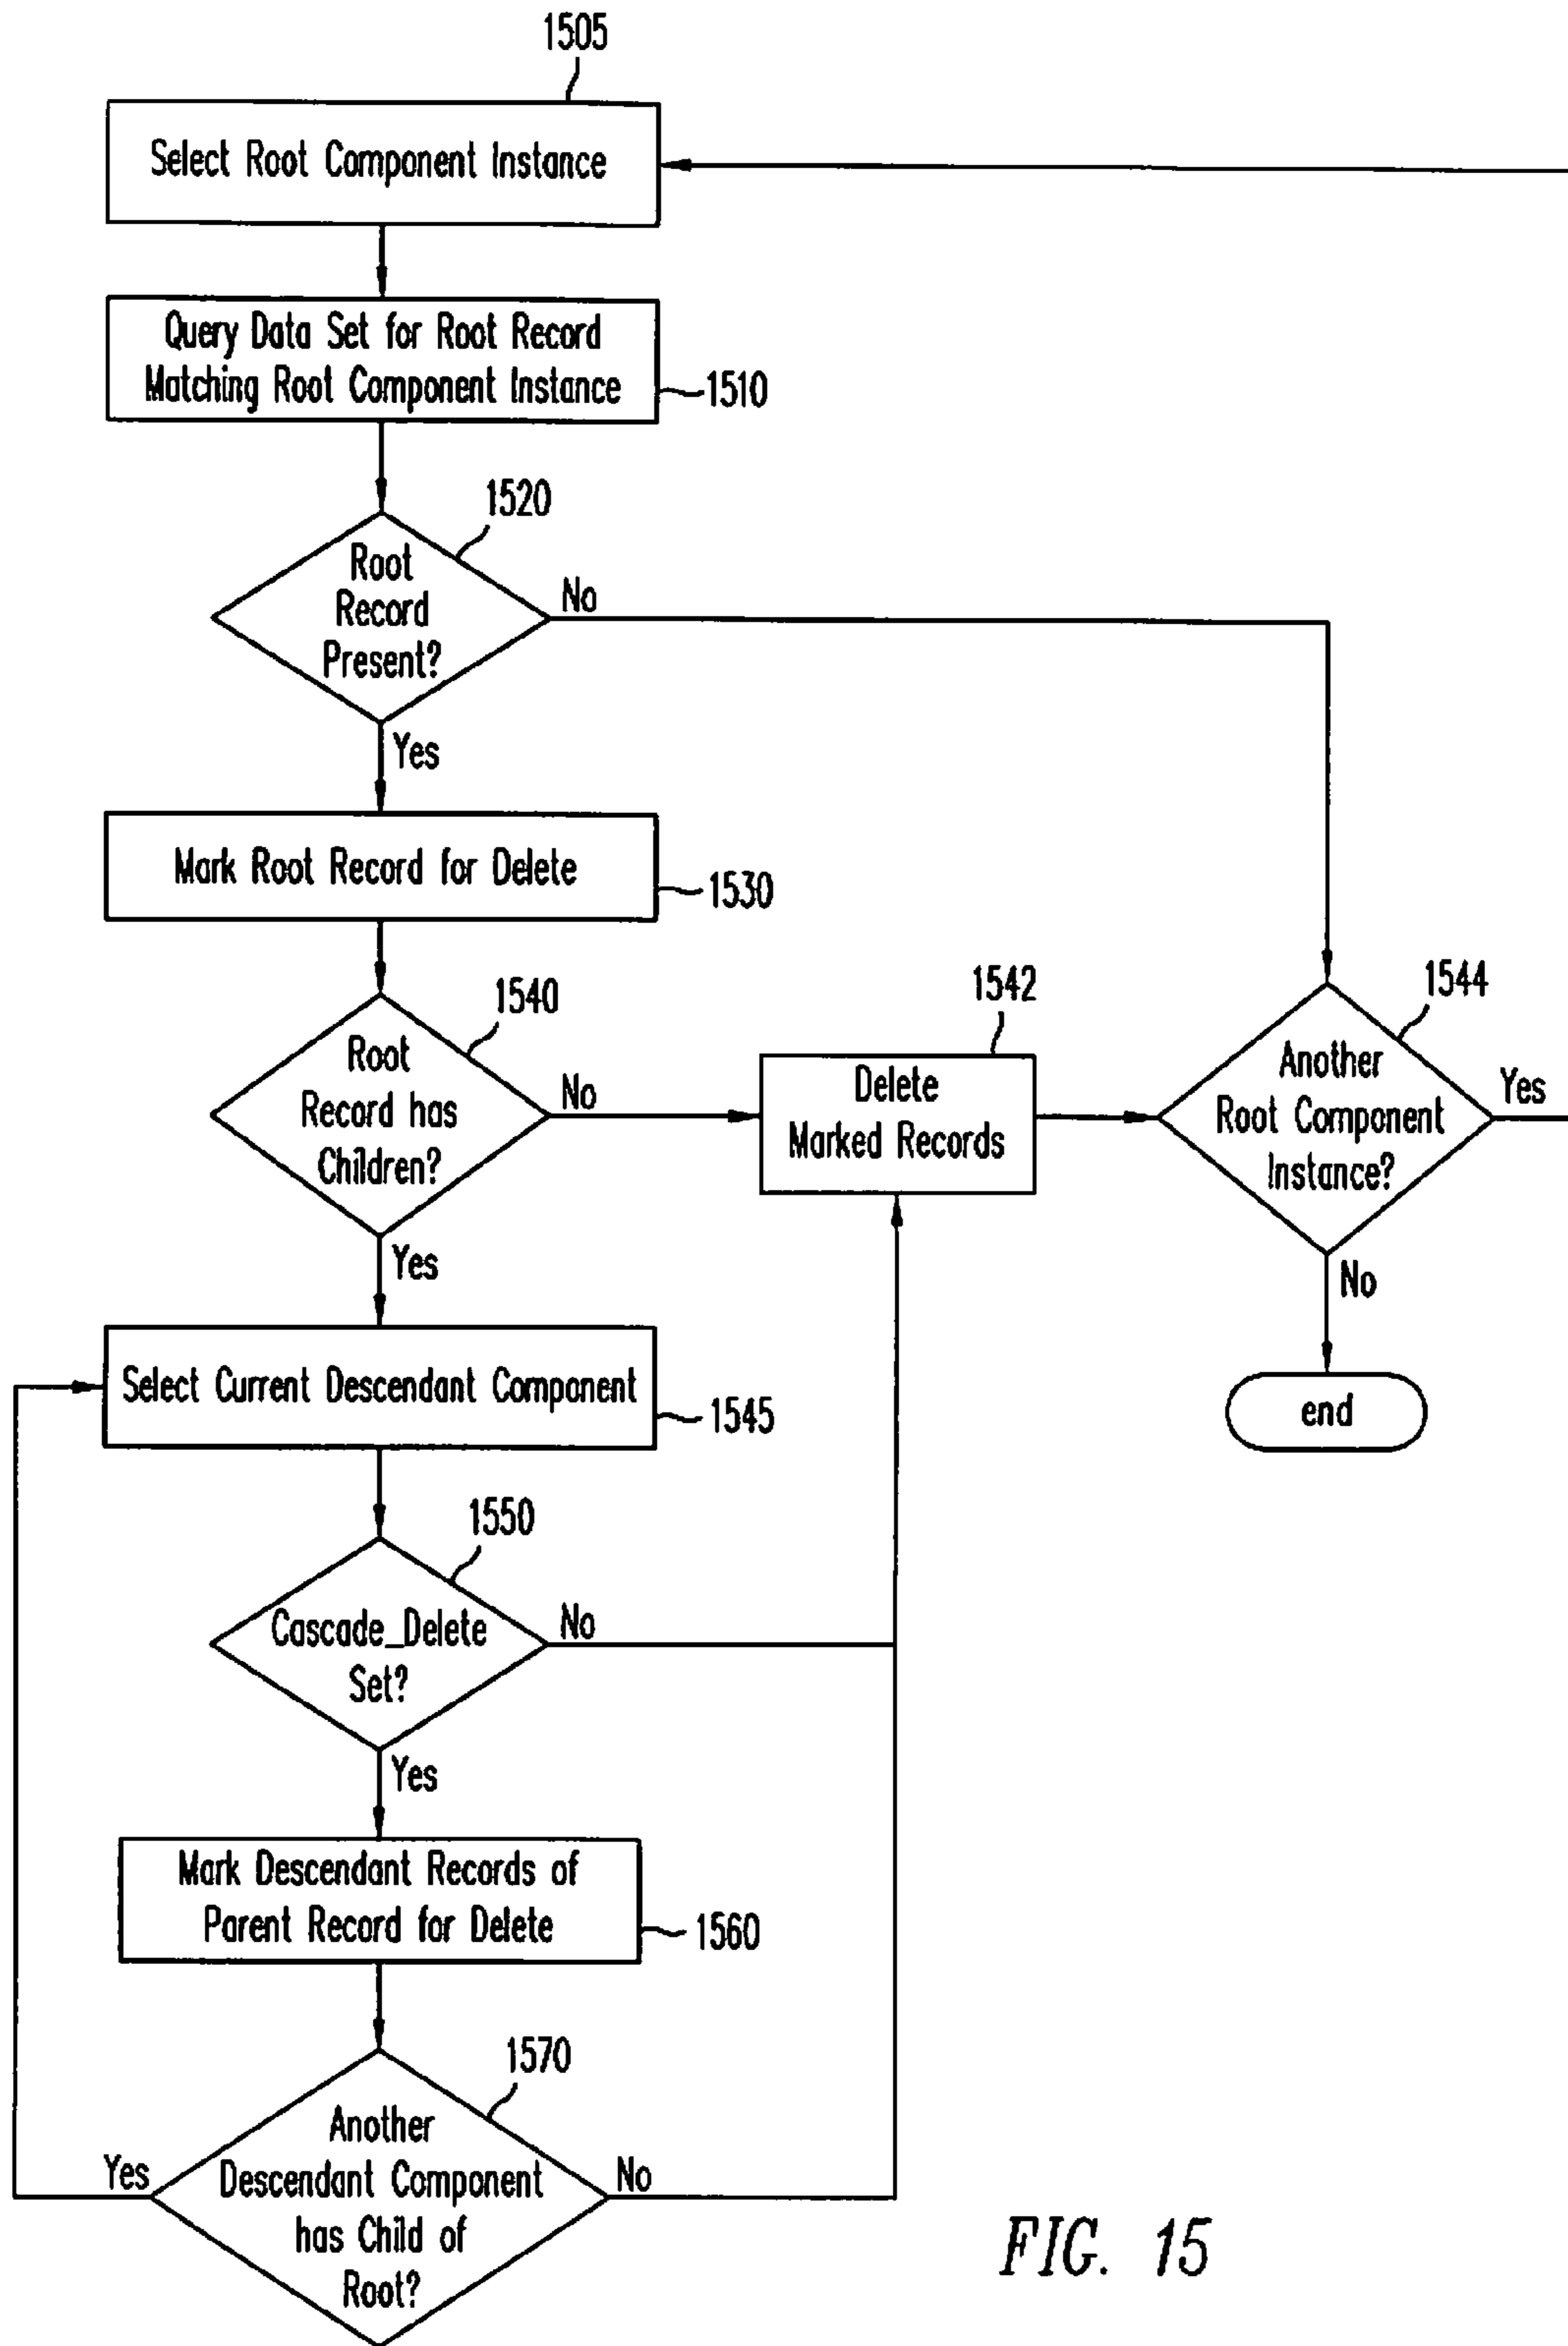 1505
Select Root Component Instance
Query Data Set for Root Record
Matching Root Component Instance
1510
1520
Root
Record
Present?
No
Yes
Mark Root Record for Delete
1530
1540
Root
Record has
Children?
No
Yes
1542
Delete
Marked Records
1544
Another
Root Component
Instance?
Yes
No
end
Select Current Descendant Component
1545
1550
Cascade_Delete
Set?
No
Yes
Mark Descendant Records of
Parent Record for Delete
1560
1570
Another
Descendant Component
has Child of
Root?
Yes
No
FIG. 15